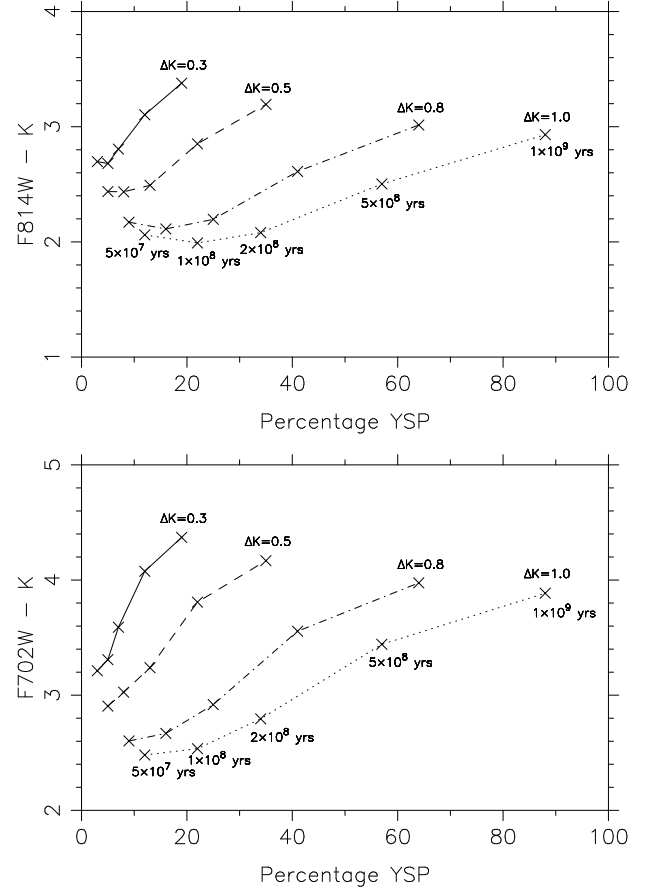 4
3
2
1
F814W – K
ΔK=0.3
ΔK=0.5
ΔK=0.8
ΔK=1.0
1×10⁹ yrs
5×10⁸ yrs
2×10⁸ yrs
1×10⁸ yrs
5×10⁷ yrs
0 20 40 60 80 100
Percentage YSP
5
4
3
2
F702W – K
ΔK=0.3
ΔK=0.5
ΔK=0.8
ΔK=1.0
1×10⁹ yrs
5×10⁸ yrs
2×10⁸ yrs
1×10⁸ yrs
5×10⁷ yrs
0 20 40 60 80 100
Percentage YSP